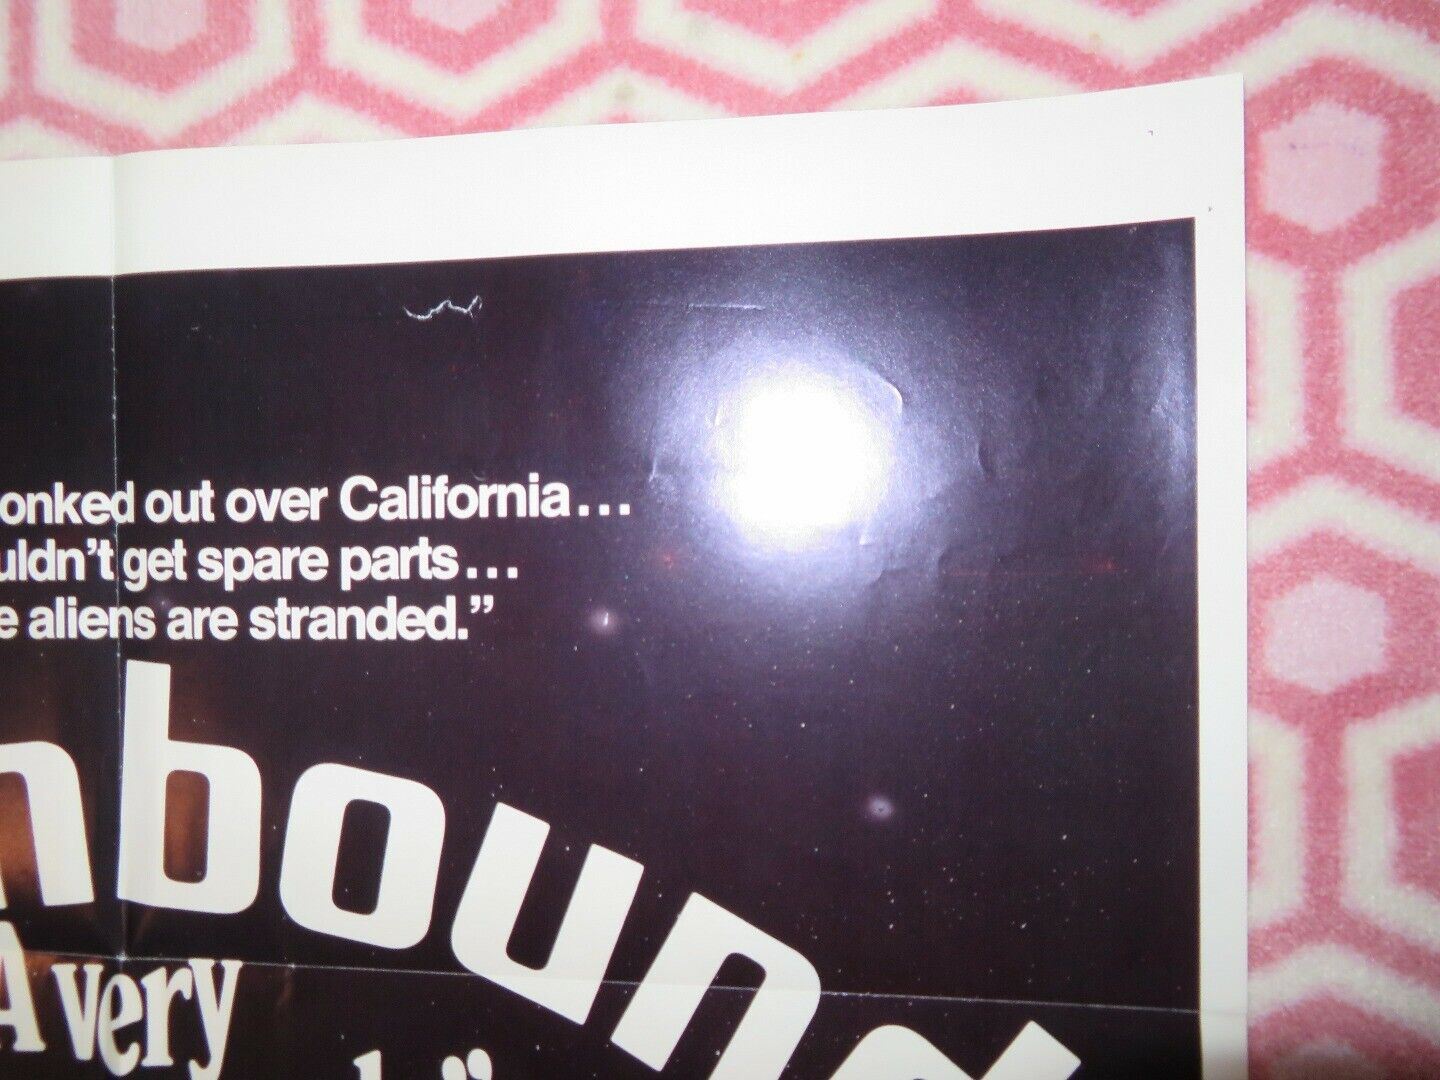 onked out over California...
uldn't get spare parts...
e aliens are stranded."
nbound
A very